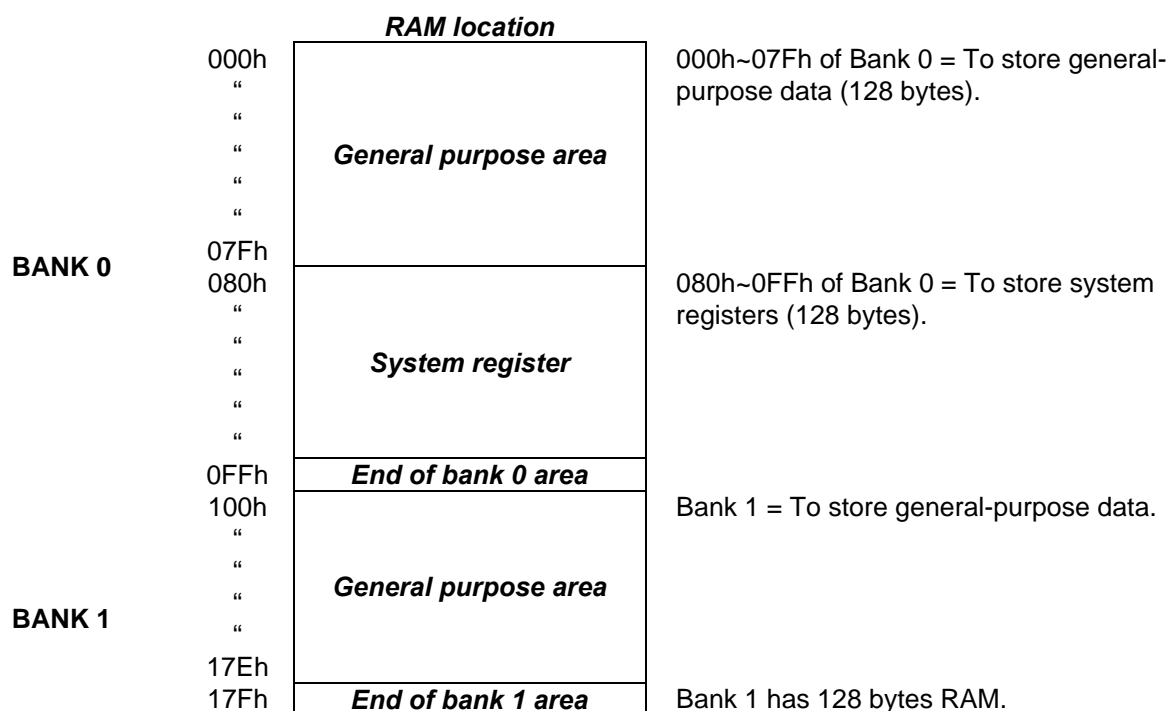 RAM location
000h
“
“
“
“
“
07Fh
General purpose area
000h~07Fh of Bank 0 = To store general-
purpose data (128 bytes).
BANK 0
080h
“
“
“
“
“
System register
080h~0FFh of Bank 0 = To store system
registers (128 bytes).
0FFh
End of bank 0 area
BANK 1
100h
“
“
“
“
17Eh
General purpose area
Bank 1 = To store general-purpose data.
17Fh
End of bank 1 area
Bank 1 has 128 bytes RAM.